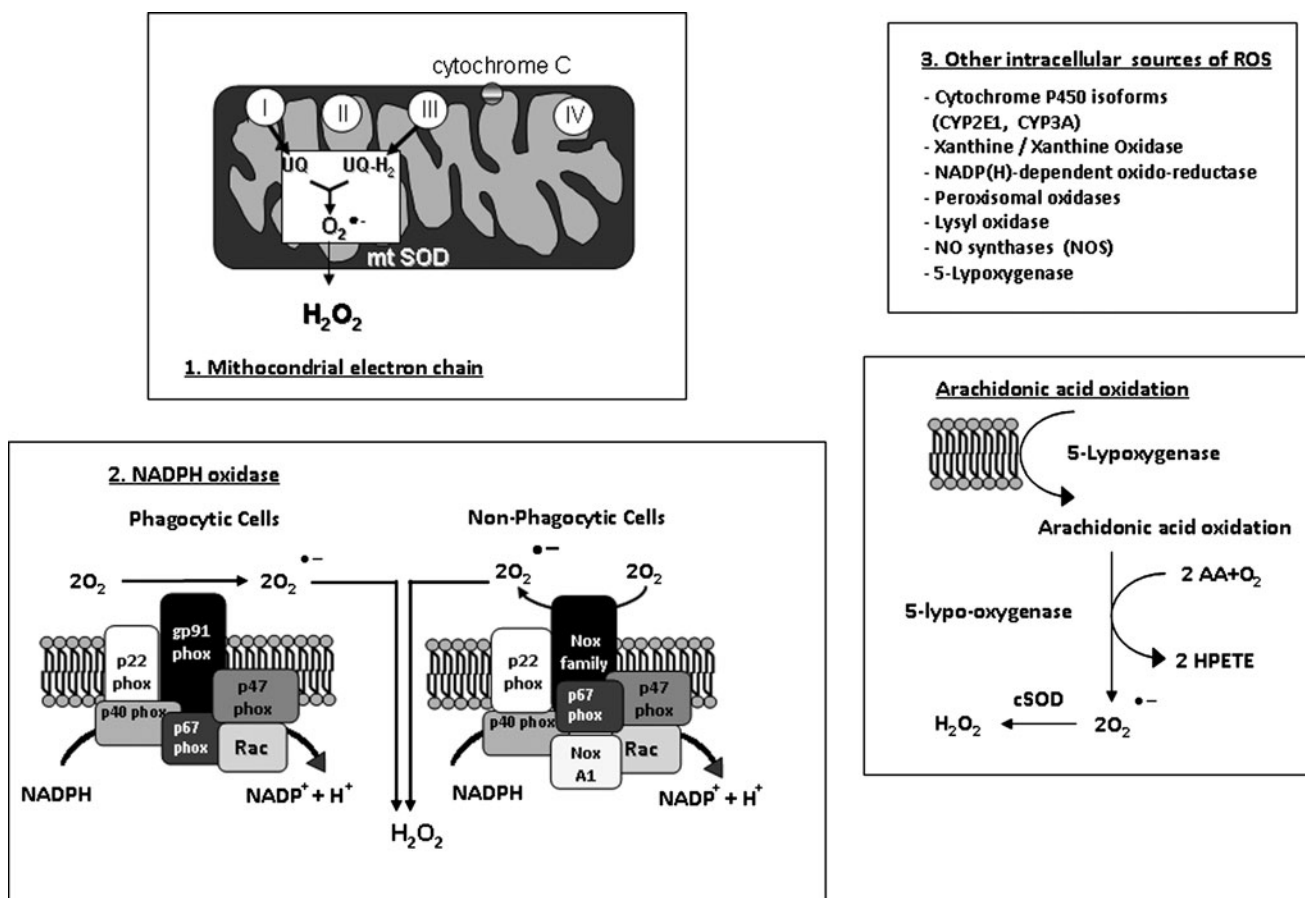 cytochrome C
I
II
III
IV
UQ
UQ-H₂
O₂•-
mt SOD
H₂O₂
1. Mithocondrial electron chain
3. Other intracellular sources of ROS
- Cytochrome P450 isoforms
(CYP2E1, CYP3A)
- Xanthine / Xanthine Oxidase
- NADP(H)-dependent oxido-reductase
- Peroxisomal oxidases
- Lysyl oxidase
- NO synthases (NOS)
- 5-Lypoxygenase
2. NADPH oxidase
Phagocytic Cells
2O₂
2O₂•−
gp91
phox
p22
phox
p47
phox
p40 phox
p67
phox
Rac
NADPH
NADP⁺ + H⁺
Non-Phagocytic Cells
2O₂•−
2O₂
Nox
family
p22
phox
p67
phox
p47
phox
p40 phox
Nox
A1
Rac
NADPH
NADP⁺ + H⁺
H₂O₂
Arachidonic acid oxidation
5-Lypoxygenase
Arachidonic acid oxidation
2 AA+O₂
5-lypo-oxygenase
2 HPETE
cSOD
H₂O₂
2O₂•−